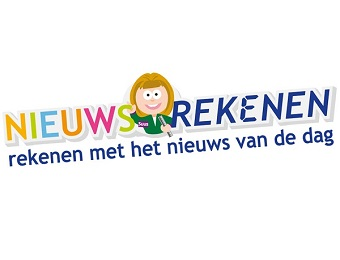 NIEUWS REKENEN
rekenen met het nieuws van de dag